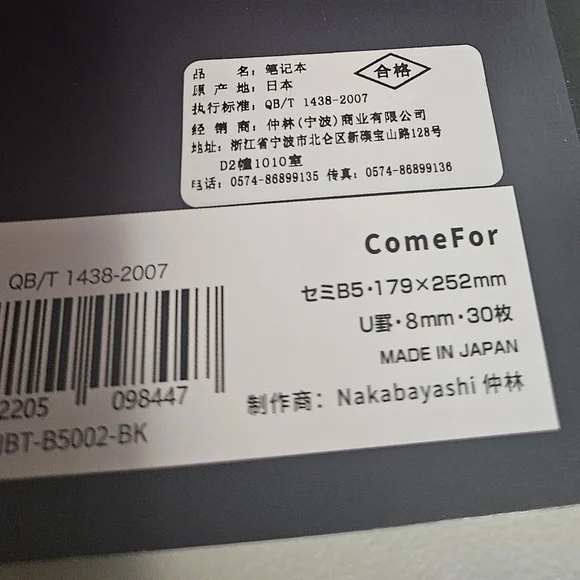 品 名：笔记本
合格
原 产 地：日本
执行标准：QB/T 1438-2007
经 销 商：仲林(宁波)商业有限公司
地址：浙江省宁波市北仑区新碶宝山路128号
D2幢1010室
电话：0574-86899135 传真：0574-86899136
ComeFor
QB/T 1438-2007
セミB5・179×252mm
U罫・8mm・30枚
MADE IN JAPAN
2205 098447
制作商：Nakabayashi 仲林
NBT-B5002-BK